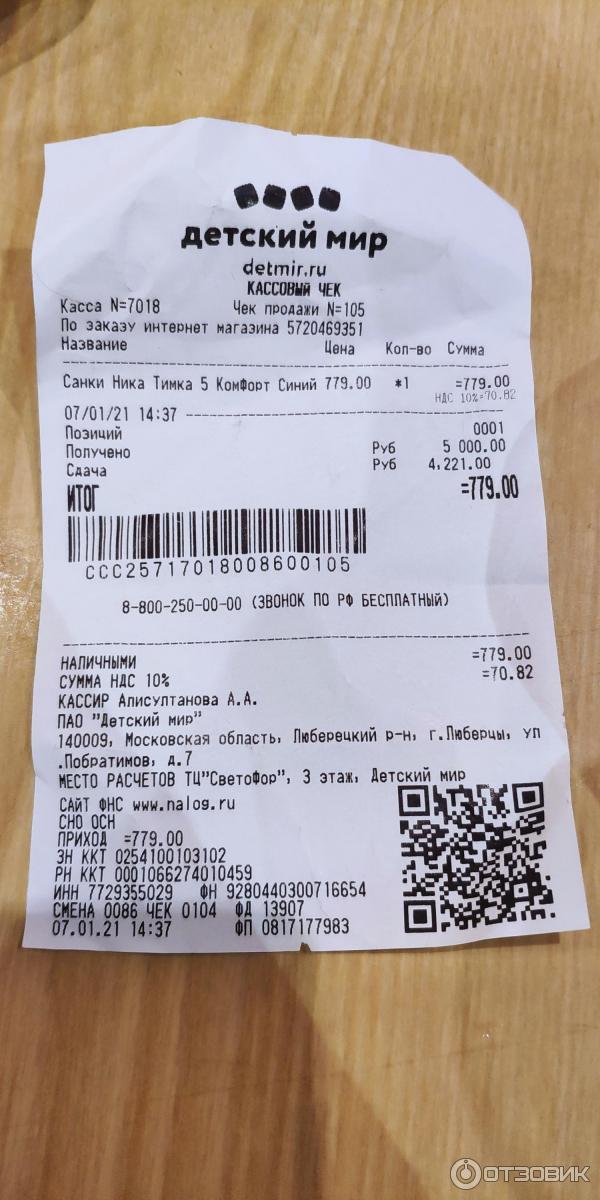 детский мир
detmir.ru
КАССОВЫЙ ЧЕК
Касса N=7018 Чек продажи N=105
По заказу интернет магазина 5720469351
Название Цена Кол-во Сумма
Санки Ника Тимка 5 Комфорт Синий 779.00 *1 =779.00
НДС 10%=70.82
07/01/21 14:37
Позиций 0001
Получено Руб 5 000.00
Сдача Руб 4,221.00
ИТОГ =779.00
CCC25717018008600105
8-800-250-00-00 (ЗВОНОК ПО РФ БЕСПЛАТНЫЙ)
НАЛИЧНЫМИ =779.00
СУММА НДС 10% =70.82
КАССИР Алисултанова А.А.
ПАО "Детский мир"
140009, Московская область, Люберецкий р-н, г.Люберцы, ул
.Побратимов, д.7
МЕСТО РАСЧЕТОВ ТЦ"СветоФор", 3 этаж, Детский мир
САЙТ ФНС www.nalog.ru
СНО ОСН
ПРИХОД =779.00
ЗН ККТ 0254100103102
РН ККТ 0001066274010459
ИНН 7729355029 ФН 9280440300716654
СМЕНА 0086 ЧЕК 0104 ФД 13907
07.01.21 14:37 ФП 0817177983
ОТЗОВИК